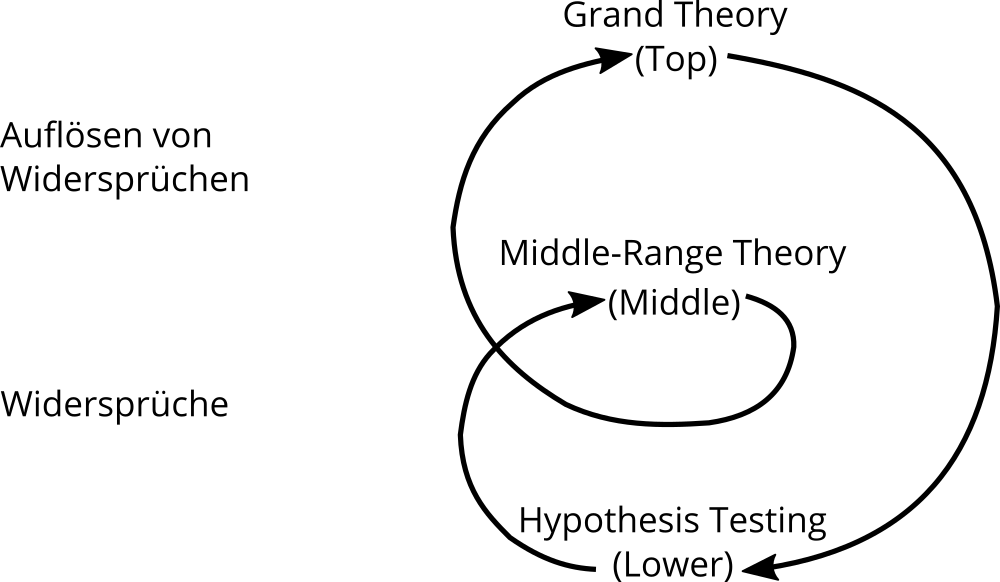 Grand Theory
(Top)
Auflösen von
Widersprüchen
Middle-Range Theory
(Middle)
Widersprüche
Hypothesis Testing
(Lower)